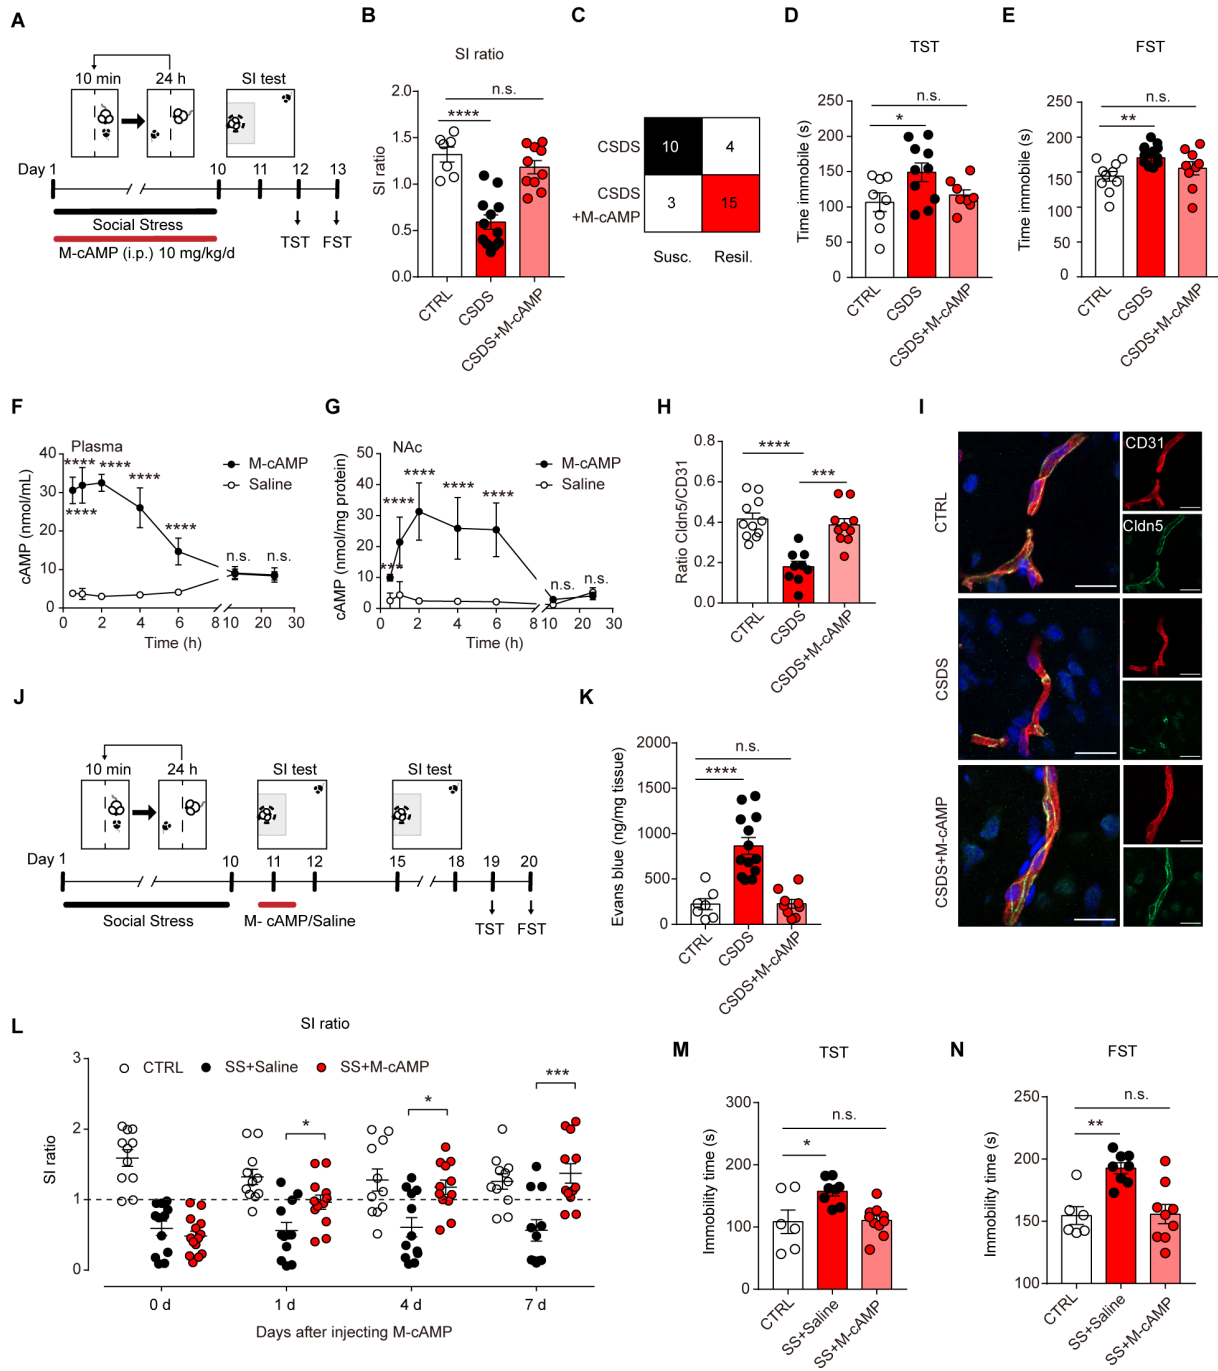 A
10 min
24 h
SI test
Day 1
10
11
12
13
Social Stress
M-cAMP (i.p.) 10 mg/kg/d
TST
FST
B
SI ratio
n.s.
****
SI ratio
2.0
1.5
1.0
0.5
0.0
CTRL
CSDS
CSDS+M-cAMP
C
CSDS
10
4
CSDS
+M-cAMP
3
15
Susc.
Resil.
D
TST
n.s.
*
Time immobile (s)
250
200
150
100
50
0
CTRL
CSDS
CSDS+M-cAMP
E
FST
n.s.
**
Time immobile (s)
250
200
150
100
50
0
CTRL
CSDS
CSDS+M-cAMP
F
Plasma
M-cAMP
Saline
cAMP (nmol/mL)
40
30
20
10
0
****
****
****
****
****
n.s.
n.s.
0 2 4 6 8 10 20 30
Time (h)
G
NAc
M-cAMP
Saline
cAMP (nmol/mg protein)
50
40
30
20
10
0
****
****
****
****
***
n.s.
n.s.
0 2 4 6 8 10 20 30
Time (h)
H
Ratio Cldn5/CD31
0.8
0.6
0.4
0.2
0.0
****
***
CTRL
CSDS
CSDS+M-cAMP
I
CTRL
CD31
Cldn5
CSDS
CSDS+M-cAMP
J
10 min
24 h
SI test
SI test
Day 1
10
11
12
15
18
19
20
Social Stress
M- cAMP/Saline
TST
FST
K
Evans blue (ng/mg tissue)
2000
1500
1000
500
0
n.s.
****
CTRL
CSDS
CSDS+M-cAMP
L
SI ratio
CTRL
SS+Saline
SS+M-cAMP
SI ratio
3
2
1
0
*
*
***
0 d
1 d
4 d
7 d
Days after injecting M-cAMP
M
TST
n.s.
*
Immobility time (s)
300
200
100
0
CTRL
SS+Saline
SS+M-cAMP
N
FST
n.s.
**
Immobility time (s)
250
200
150
100
CTRL
SS+Saline
SS+M-cAMP